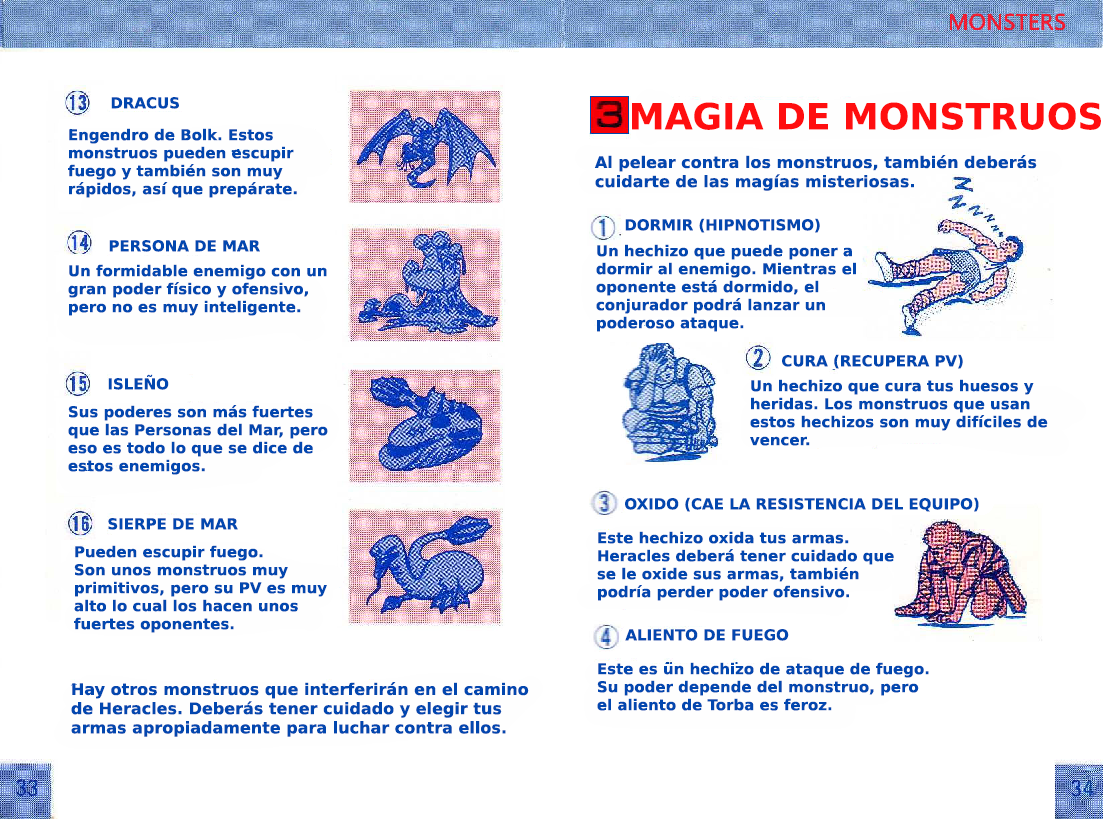 MONSTERS
13 DRACUS
Engendro de Bolk. Estos
monstruos pueden escupir
fuego y también son muy
rápidos, así que prepárate.
14 PERSONA DE MAR
Un formidable enemigo con un
gran poder físico y ofensivo,
pero no es muy inteligente.
15 ISLEÑO
Sus poderes son más fuertes
que las Personas del Mar, pero
eso es todo lo que se dice de
estos enemigos.
16 SIERPE DE MAR
Pueden escupir fuego.
Son unos monstruos muy
primitivos, pero su PV es muy
alto lo cual los hacen unos
fuertes oponentes.
Hay otros monstruos que interferirán en el camino
de Heracles. Deberás tener cuidado y elegir tus
armas apropiadamente para luchar contra ellos.
33
3 MAGIA DE MONSTRUOS
Al pelear contra los monstruos, también deberás
cuidarte de las magías misteriosas.
Z Z Z Z Z Z
1 DORMIR (HIPNOTISMO)
Un hechizo que puede poner a
dormir al enemigo. Mientras el
oponente está dormido, el
conjurador podrá lanzar un
poderoso ataque.
2 CURA (RECUPERA PV)
Un hechizo que cura tus huesos y
heridas. Los monstruos que usan
estos hechizos son muy difíciles de
vencer.
3 OXIDO (CAE LA RESISTENCIA DEL EQUIPO)
Este hechizo oxida tus armas.
Heracles deberá tener cuidado que
se le oxide sus armas, también
podría perder poder ofensivo.
4 ALIENTO DE FUEGO
Este es ün hechizo de ataque de fuego.
Su poder depende del monstruo, pero
el aliento de Torba es feroz.
34